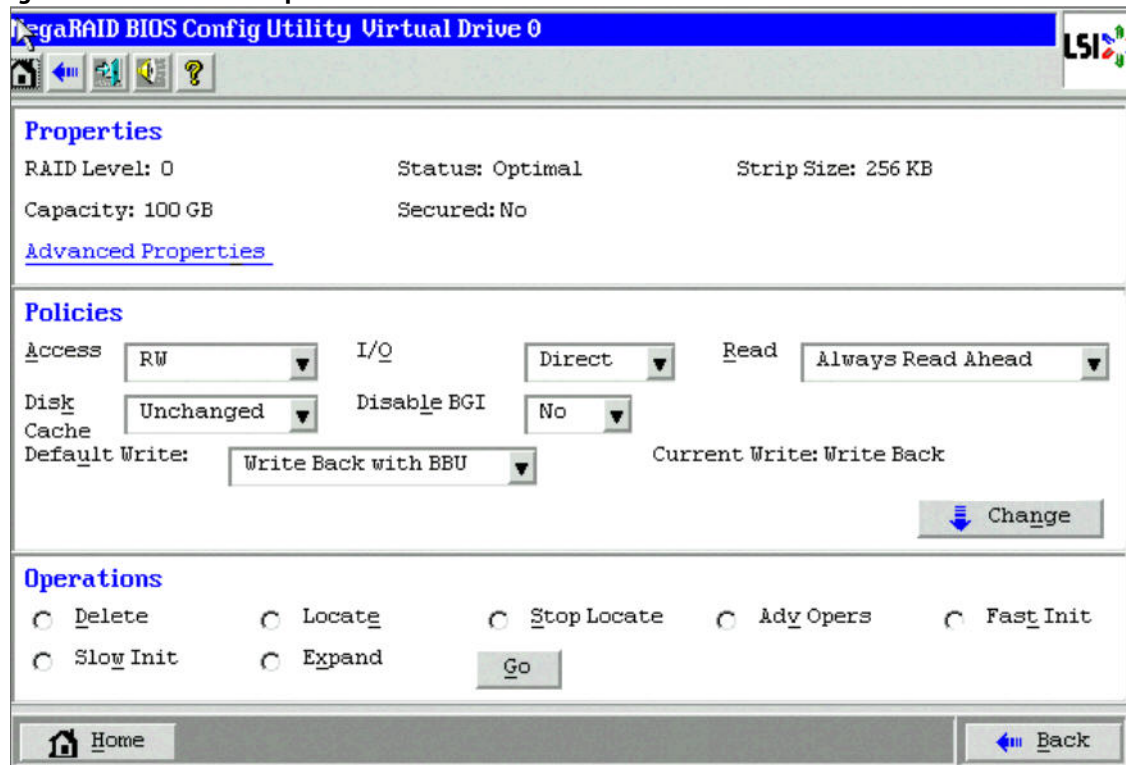 MegaRAID BIOS Config Utility Virtual Drive 0
LSI
Properties
RAID Level: 0 Status: Optimal Strip Size: 256 KB
Capacity: 100 GB Secured: No
Advanced Properties
Policies
Access RW I/O Direct Read Always Read Ahead
Disk Cache Unchanged Disable BGI No
Default Write: Write Back with BBU Current Write: Write Back
Change
Operations
Delete Locate Stop Locate Adv Opers Fast Init
Slow Init Expand Go
Home Back